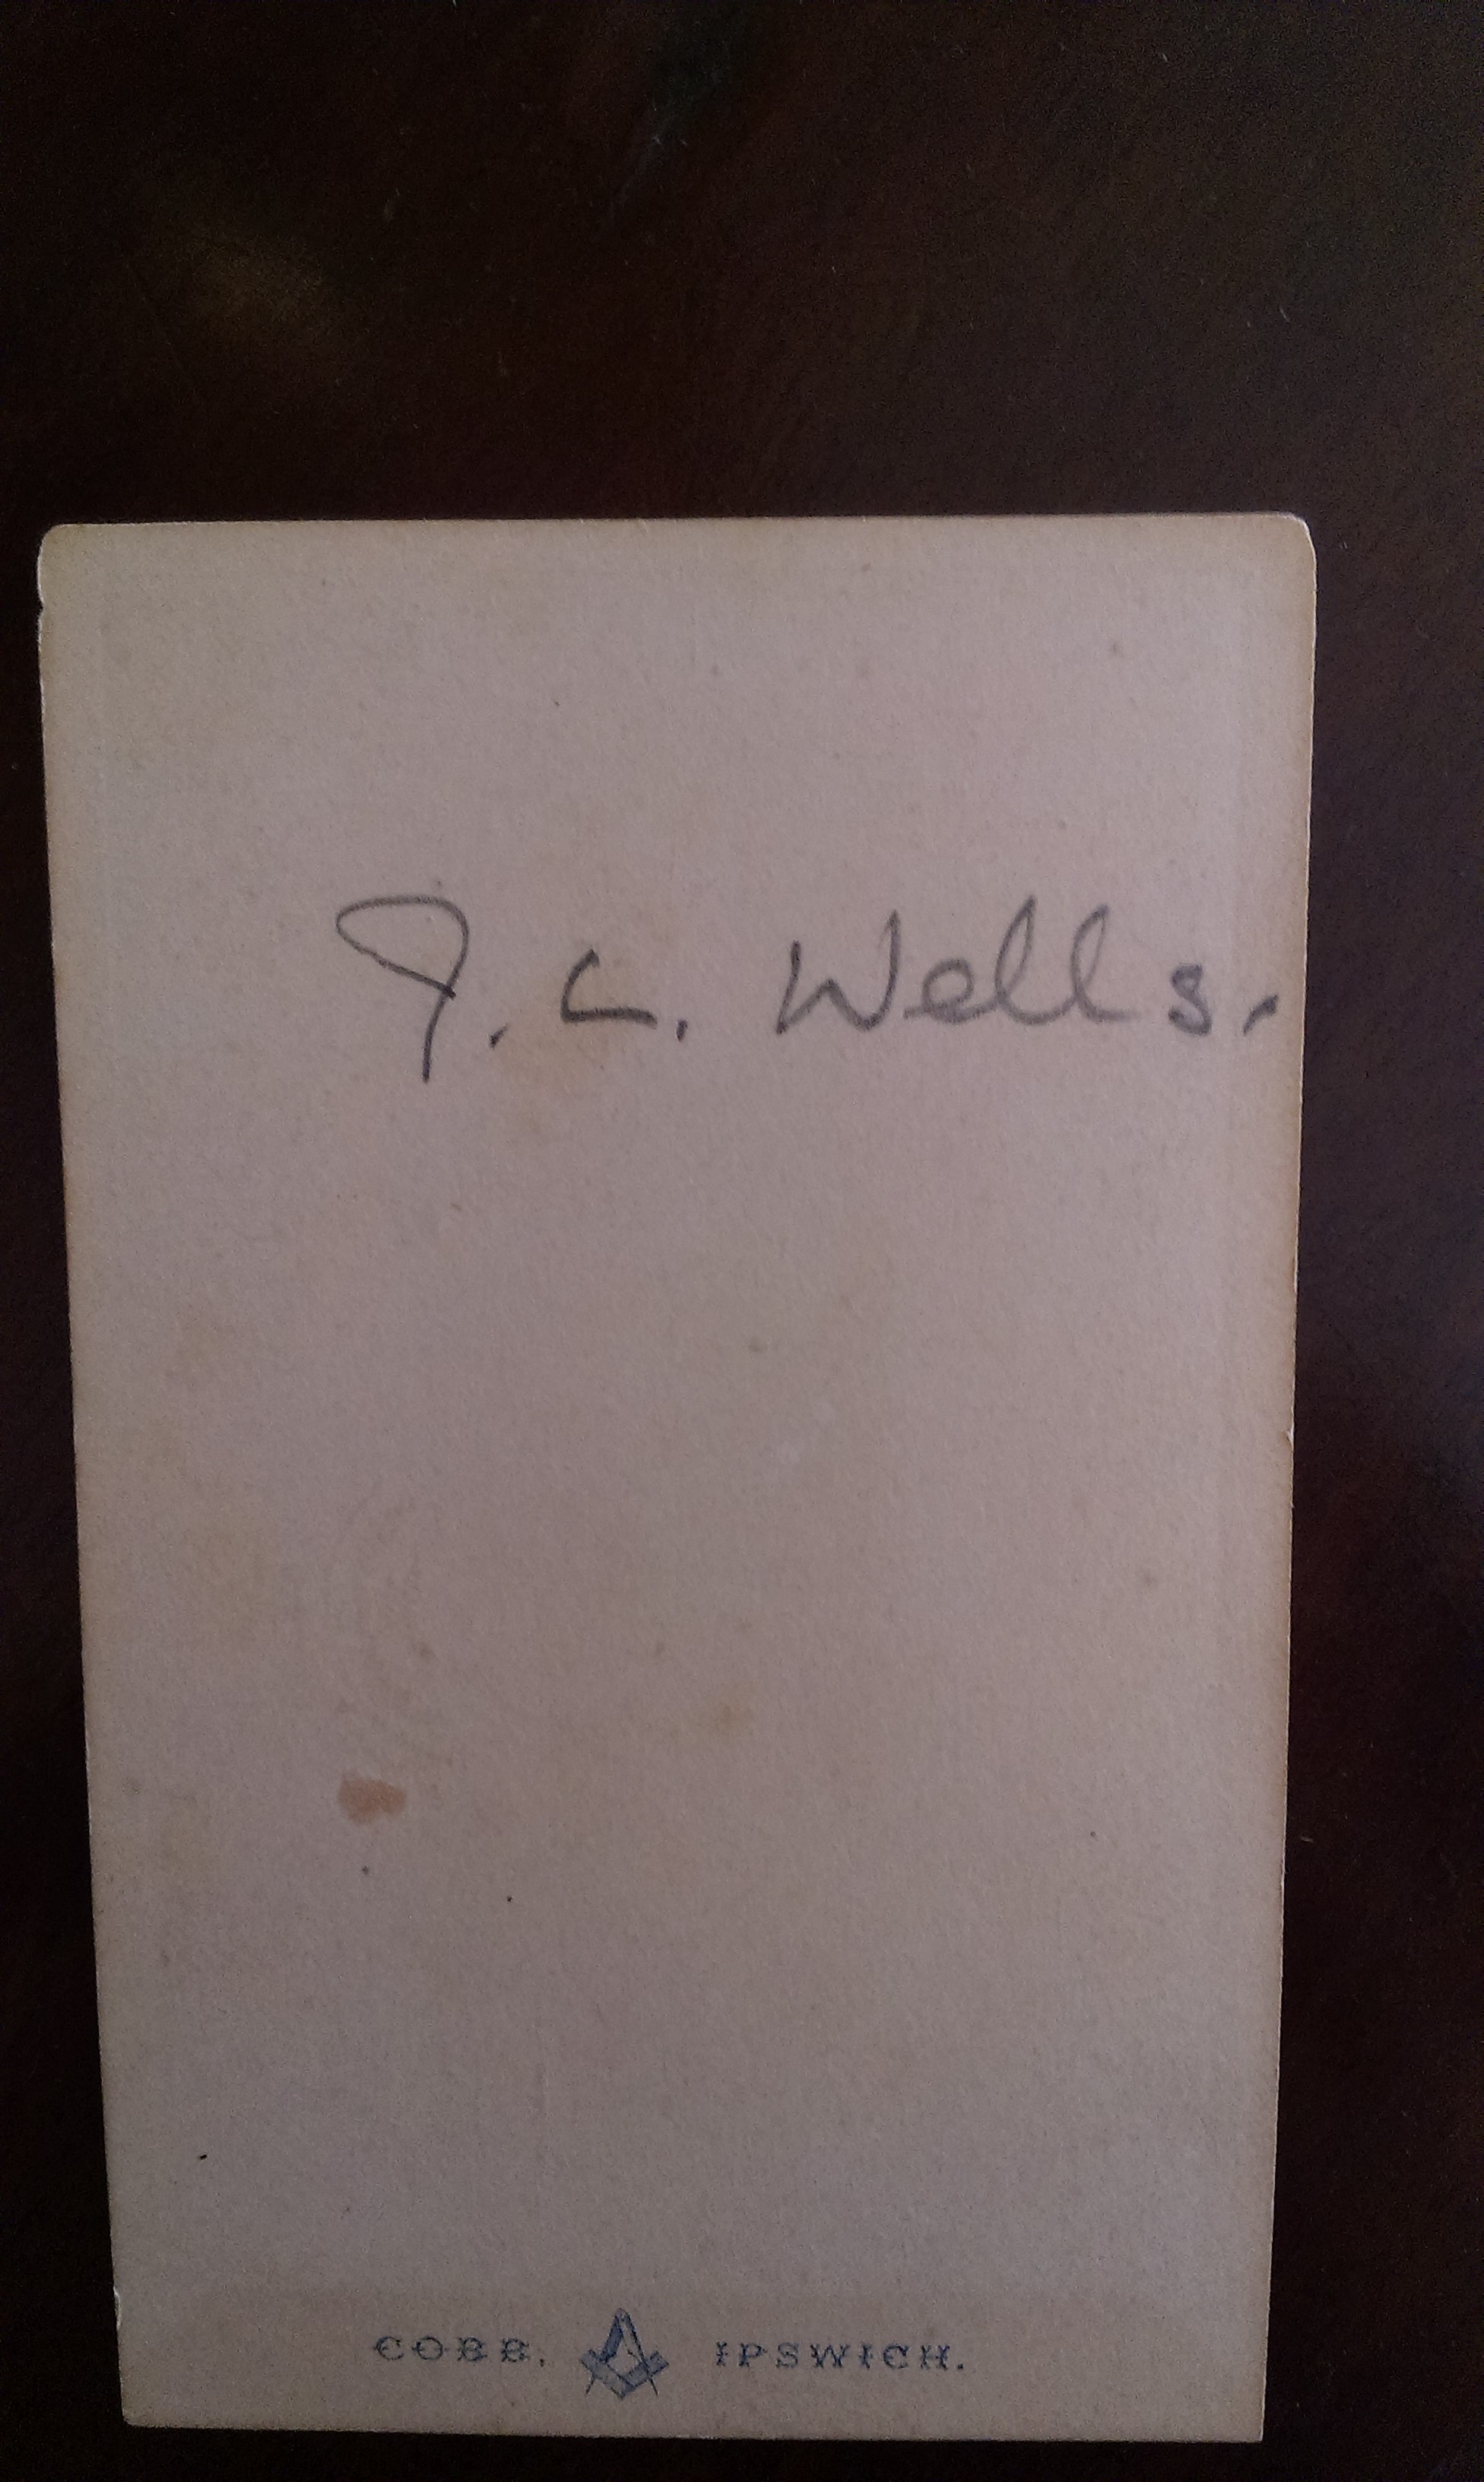 J. C. Wells.
COBB. IPSWICH.